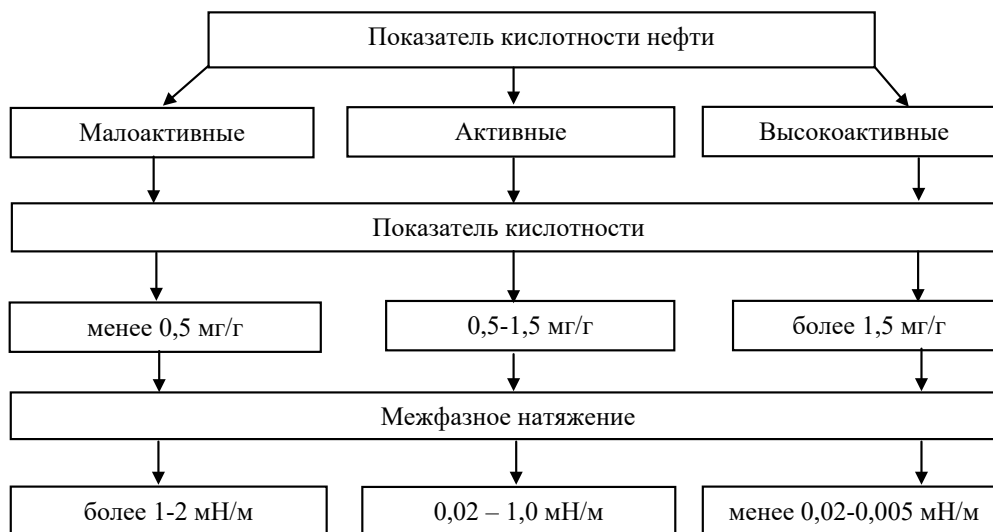 Показатель кислотности нефти
Малоактивные
Активные
Высокоактивные
Показатель кислотности
менее 0,5 мг/г
0,5-1,5 мг/г
более 1,5 мг/г
Межфазное натяжение
более 1-2 мН/м
0,02 – 1,0 мН/м
менее 0,02-0,005 мН/м